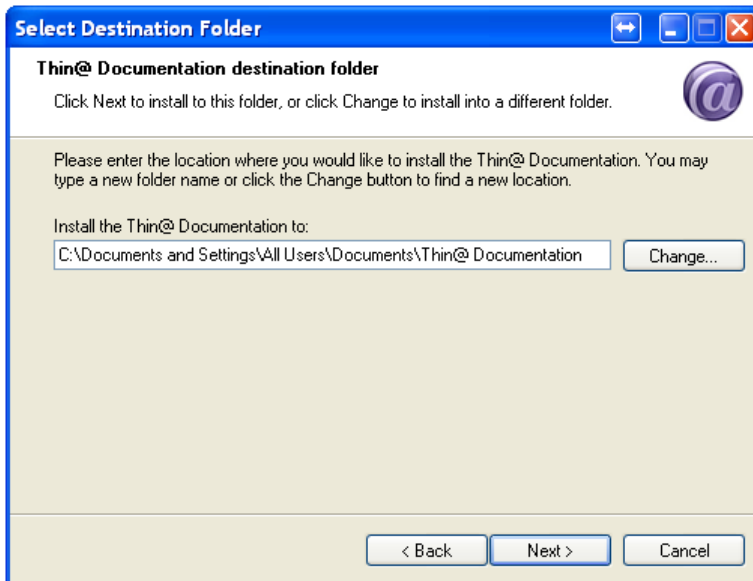 Select Destination Folder
Thin@ Documentation destination folder
Click Next to install to this folder, or click Change to install into a different folder.
@
Please enter the location where you would like to install the Thin@ Documentation. You may
type a new folder name or click the Change button to find a new location.
Install the Thin@ Documentation to:
C:\Documents and Settings\All Users\Documents\Thin@ Documentation
Change...
< Back
Next >
Cancel